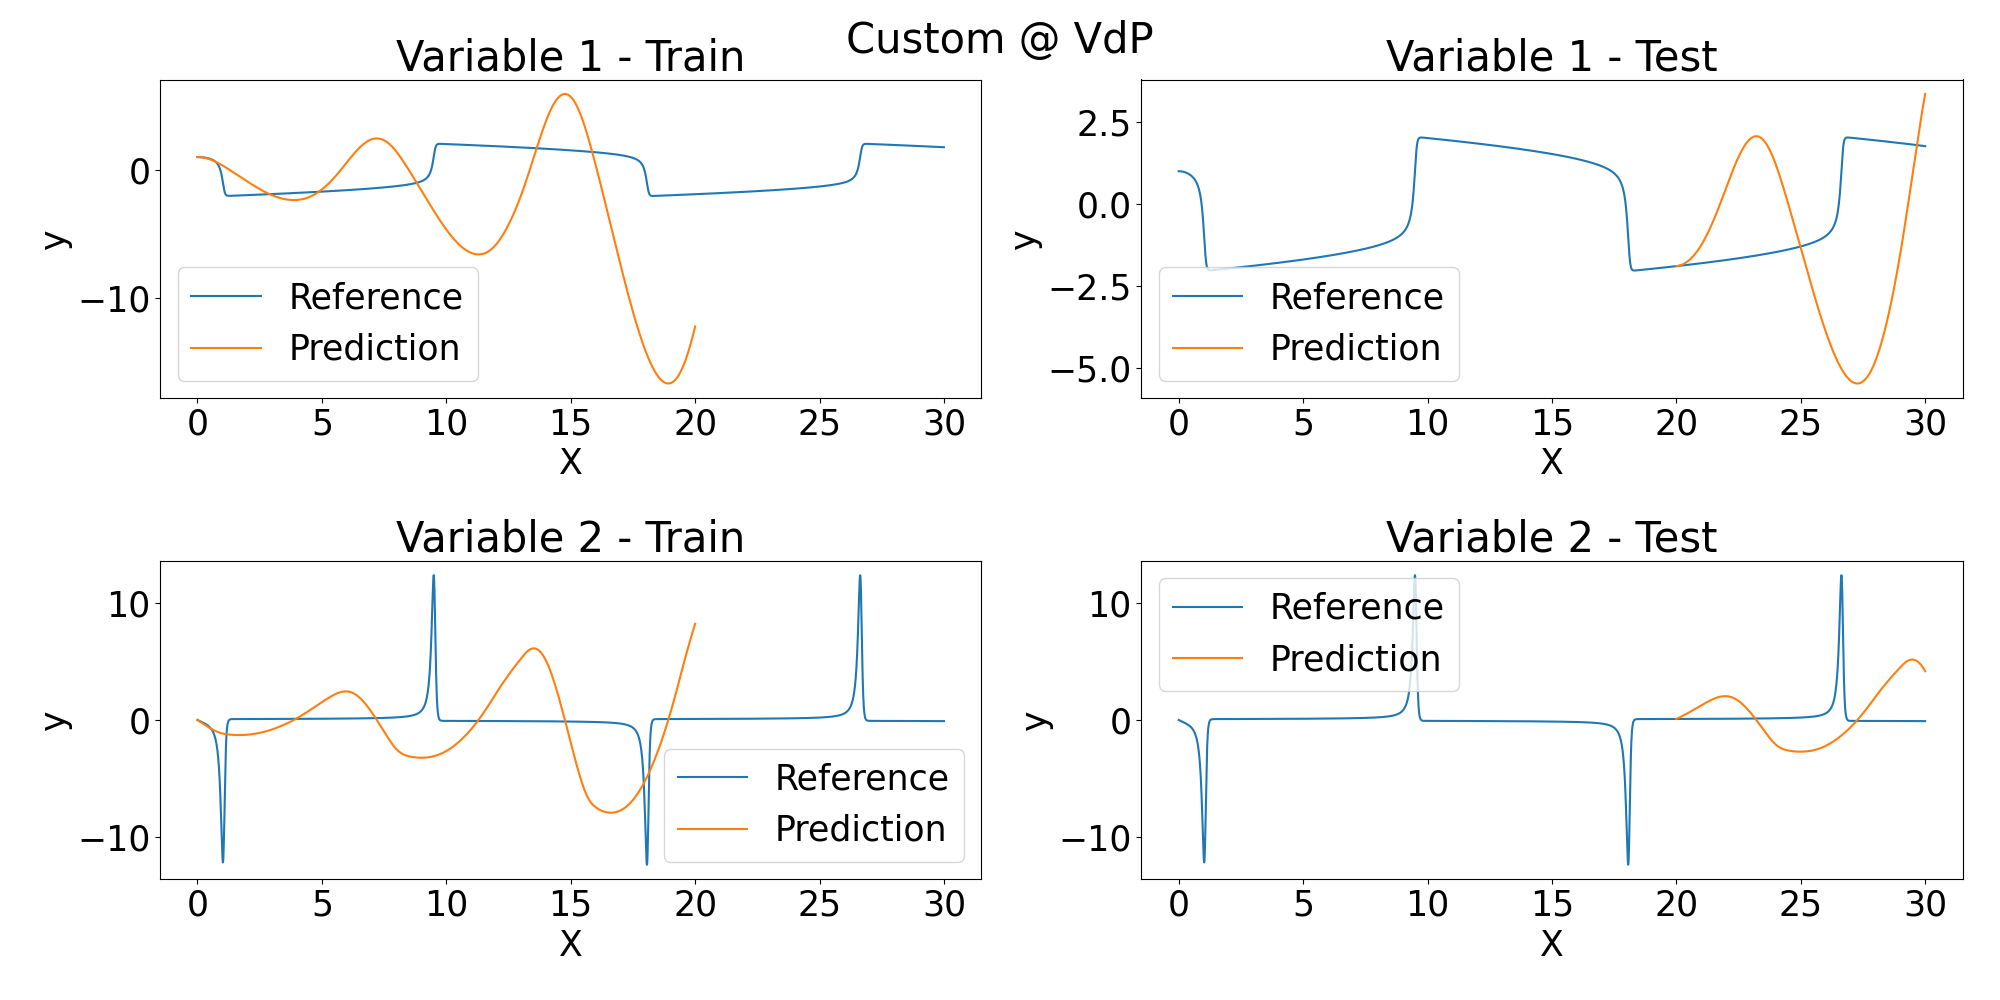 Custom @ VdP
Variable 1 - Train
0
−10
y
Reference
Prediction
0 5 10 15 20 25 30
X
Variable 1 - Test
2.5
0.0
−2.5
−5.0
y
Reference
Prediction
0 5 10 15 20 25 30
X
Variable 2 - Train
10
0
−10
y
Reference
Prediction
0 5 10 15 20 25 30
X
Variable 2 - Test
10
0
−10
y
Reference
Prediction
0 5 10 15 20 25 30
X